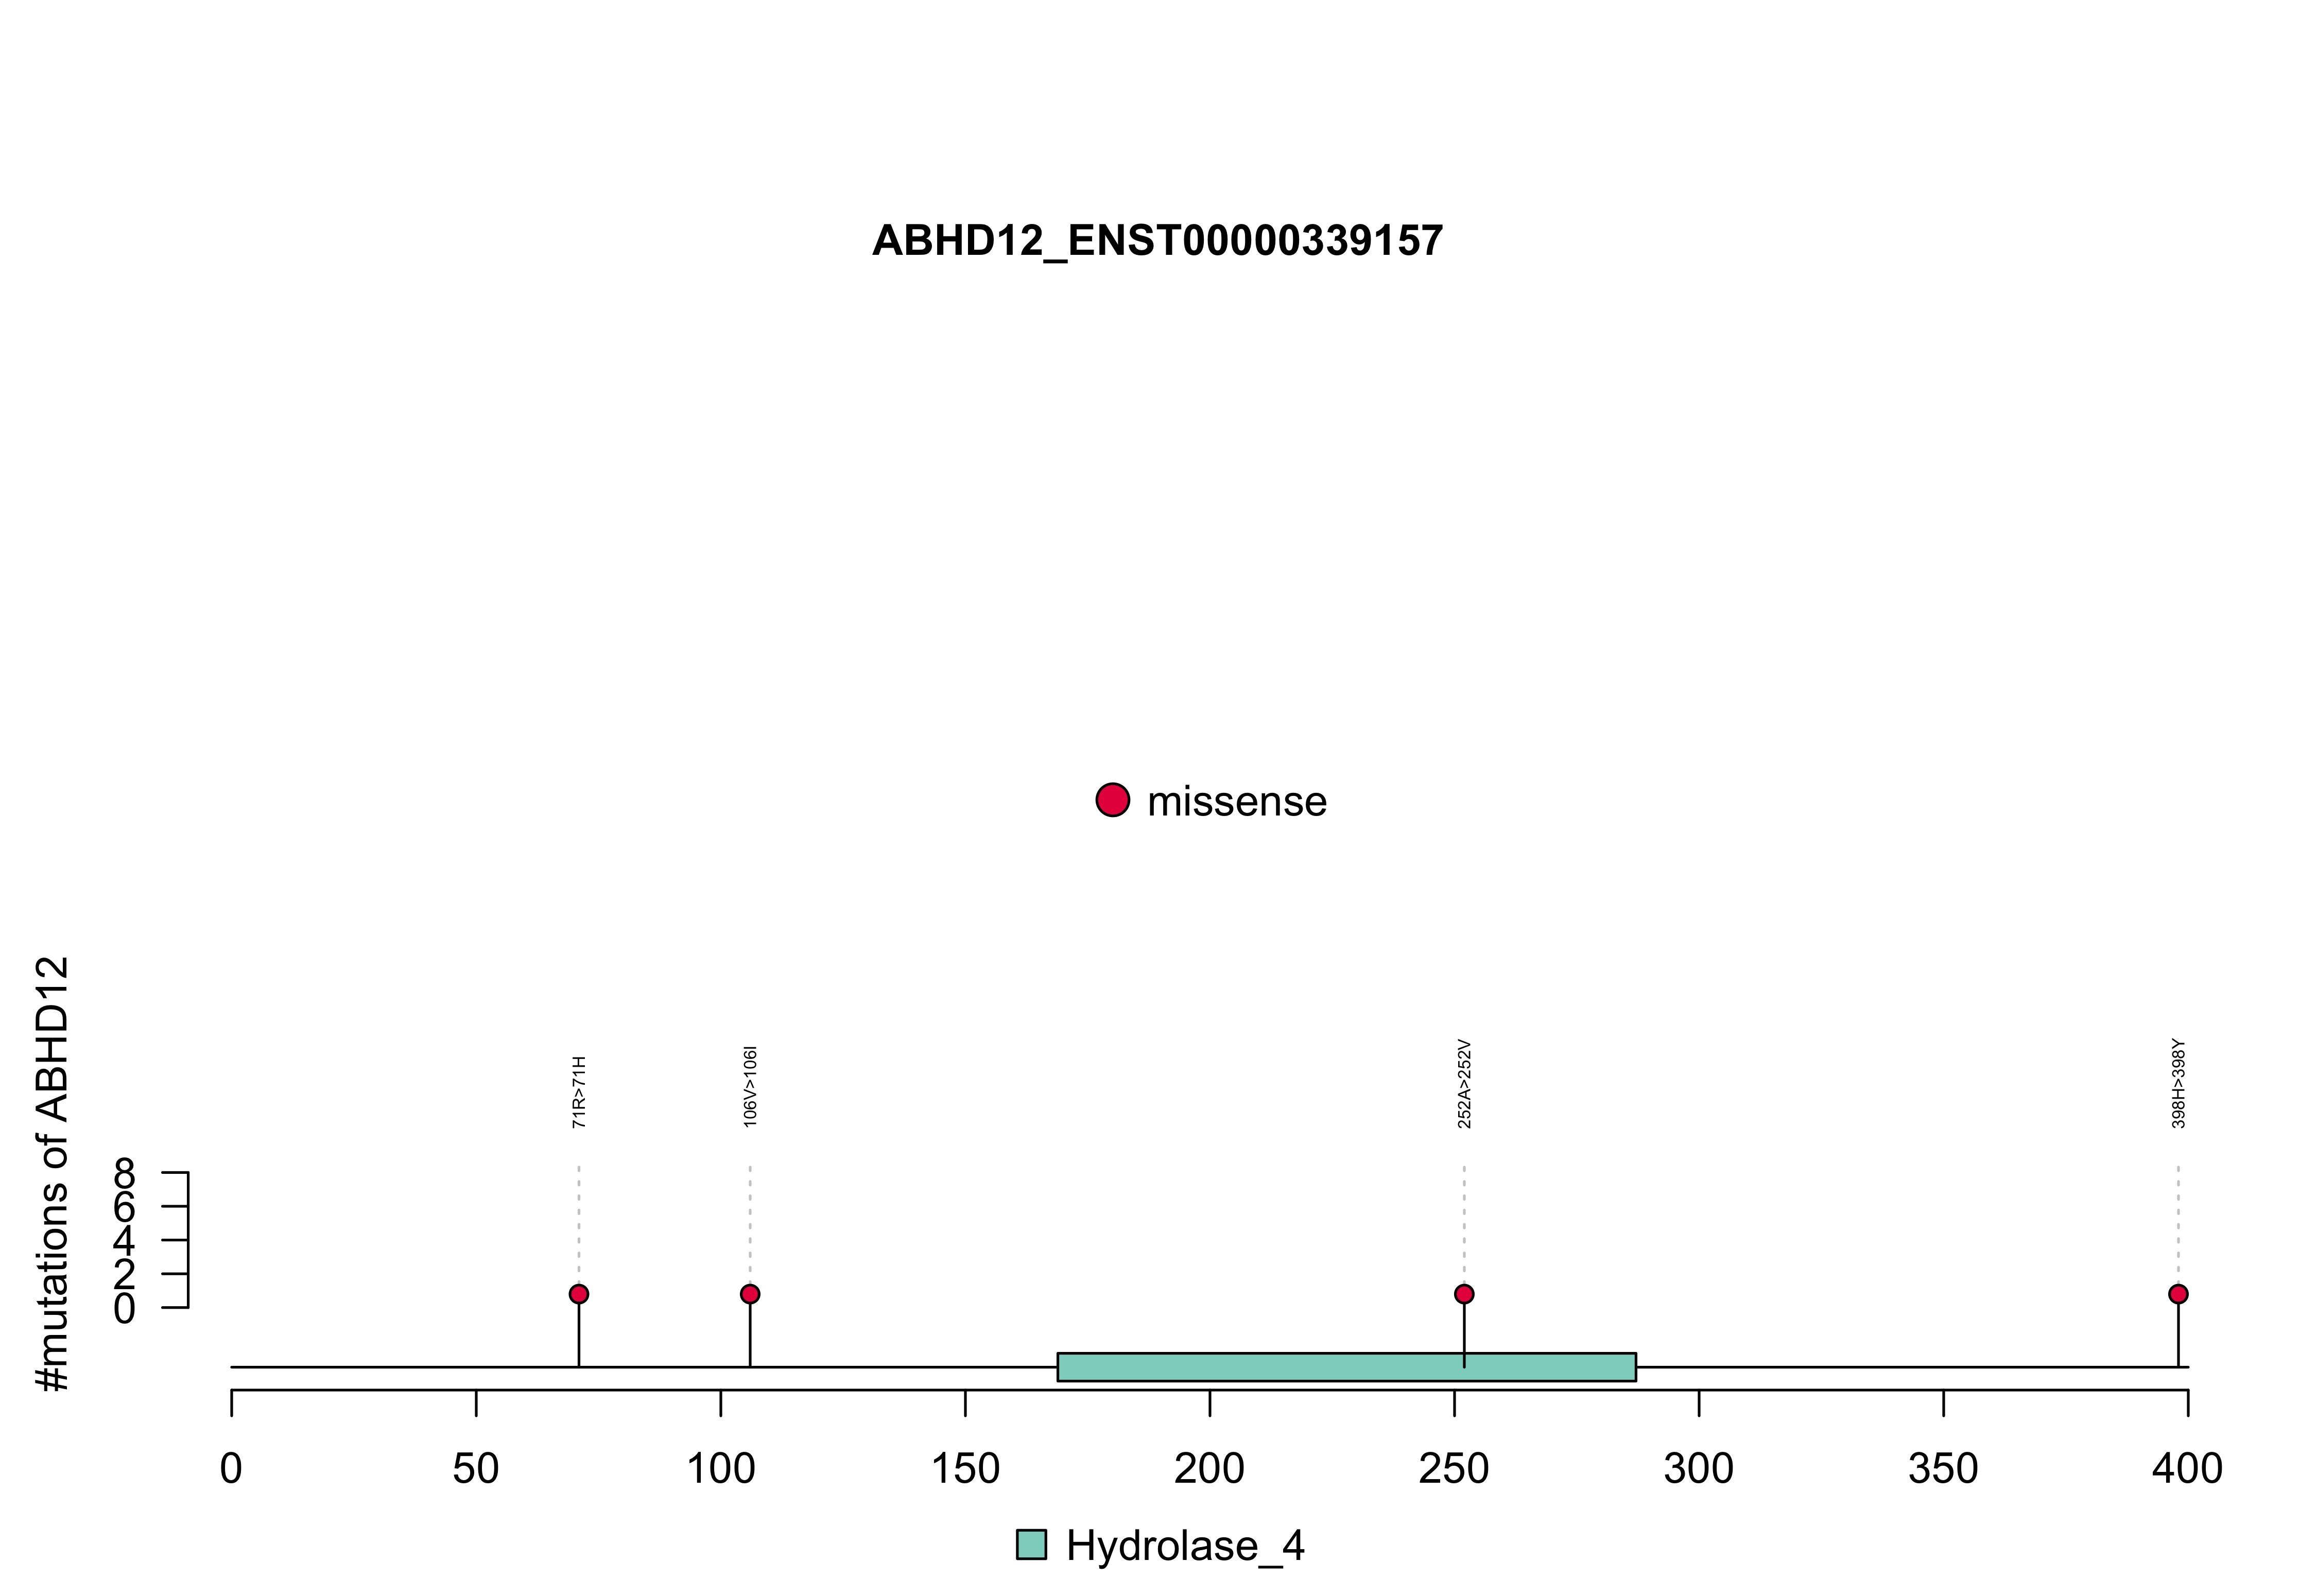 ABHD12_ENST00000339157
missense
#mutations of ABHD12
71R>71H
106V>106I
252A>252V
398H>398Y
8
6
4
2
0
0 50 100 150 200 250 300 350 400
Hydrolase_4